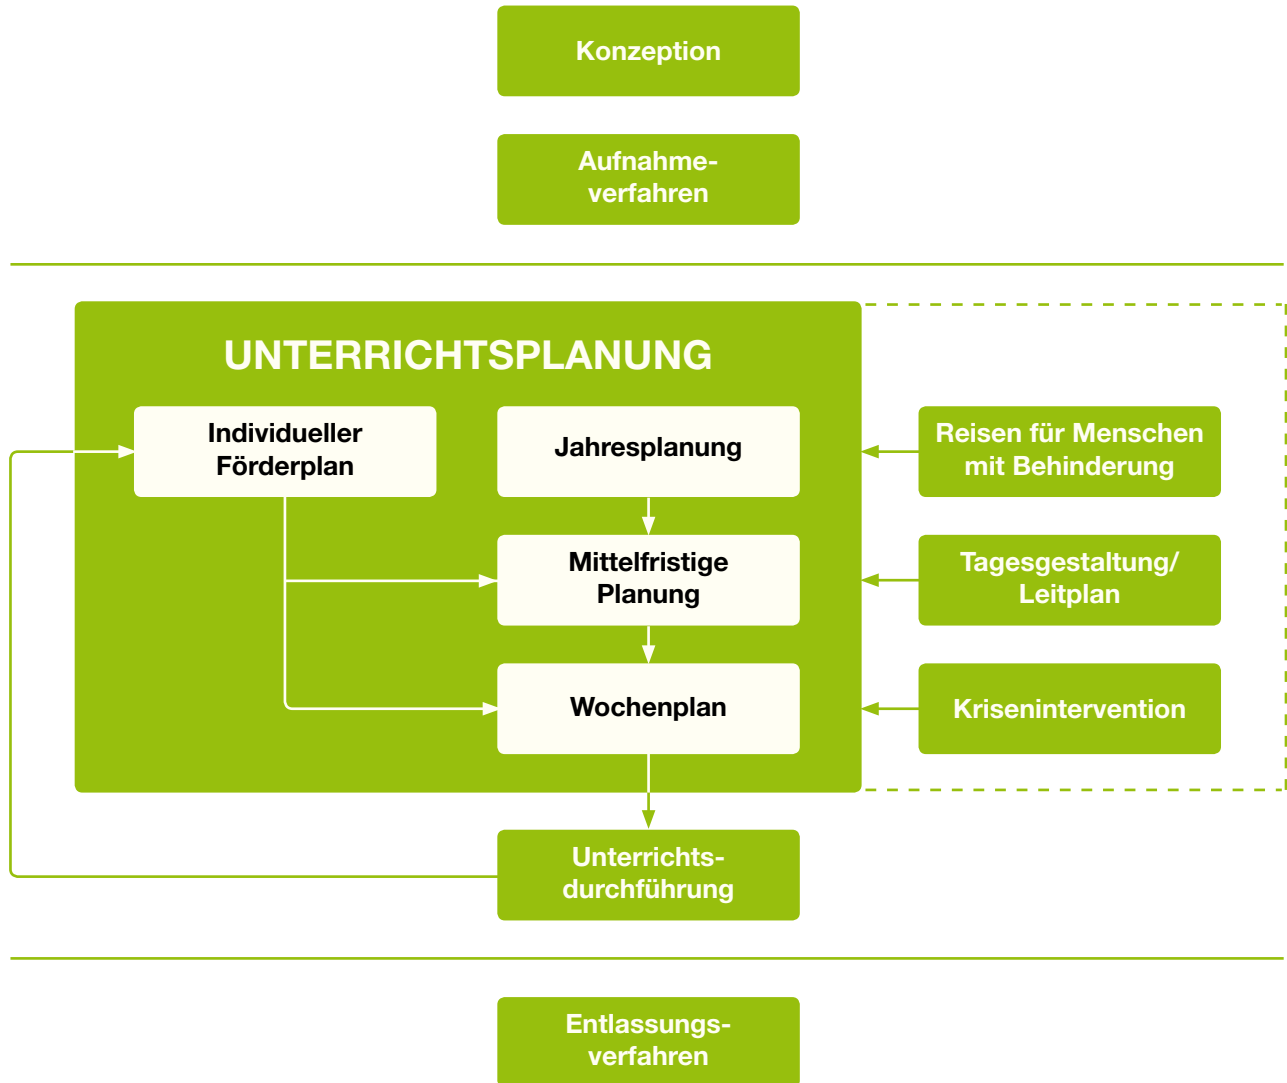 Konzeption
Aufnahme-
verfahren
UNTERRICHTSPLANUNG
Individueller
Förderplan
Jahresplanung
Reisen für Menschen
mit Behinderung
Mittelfristige
Planung
Tagesgestaltung/
Leitplan
Wochenplan
Krisenintervention
Unterrichts-
durchführung
Entlassungs-
verfahren